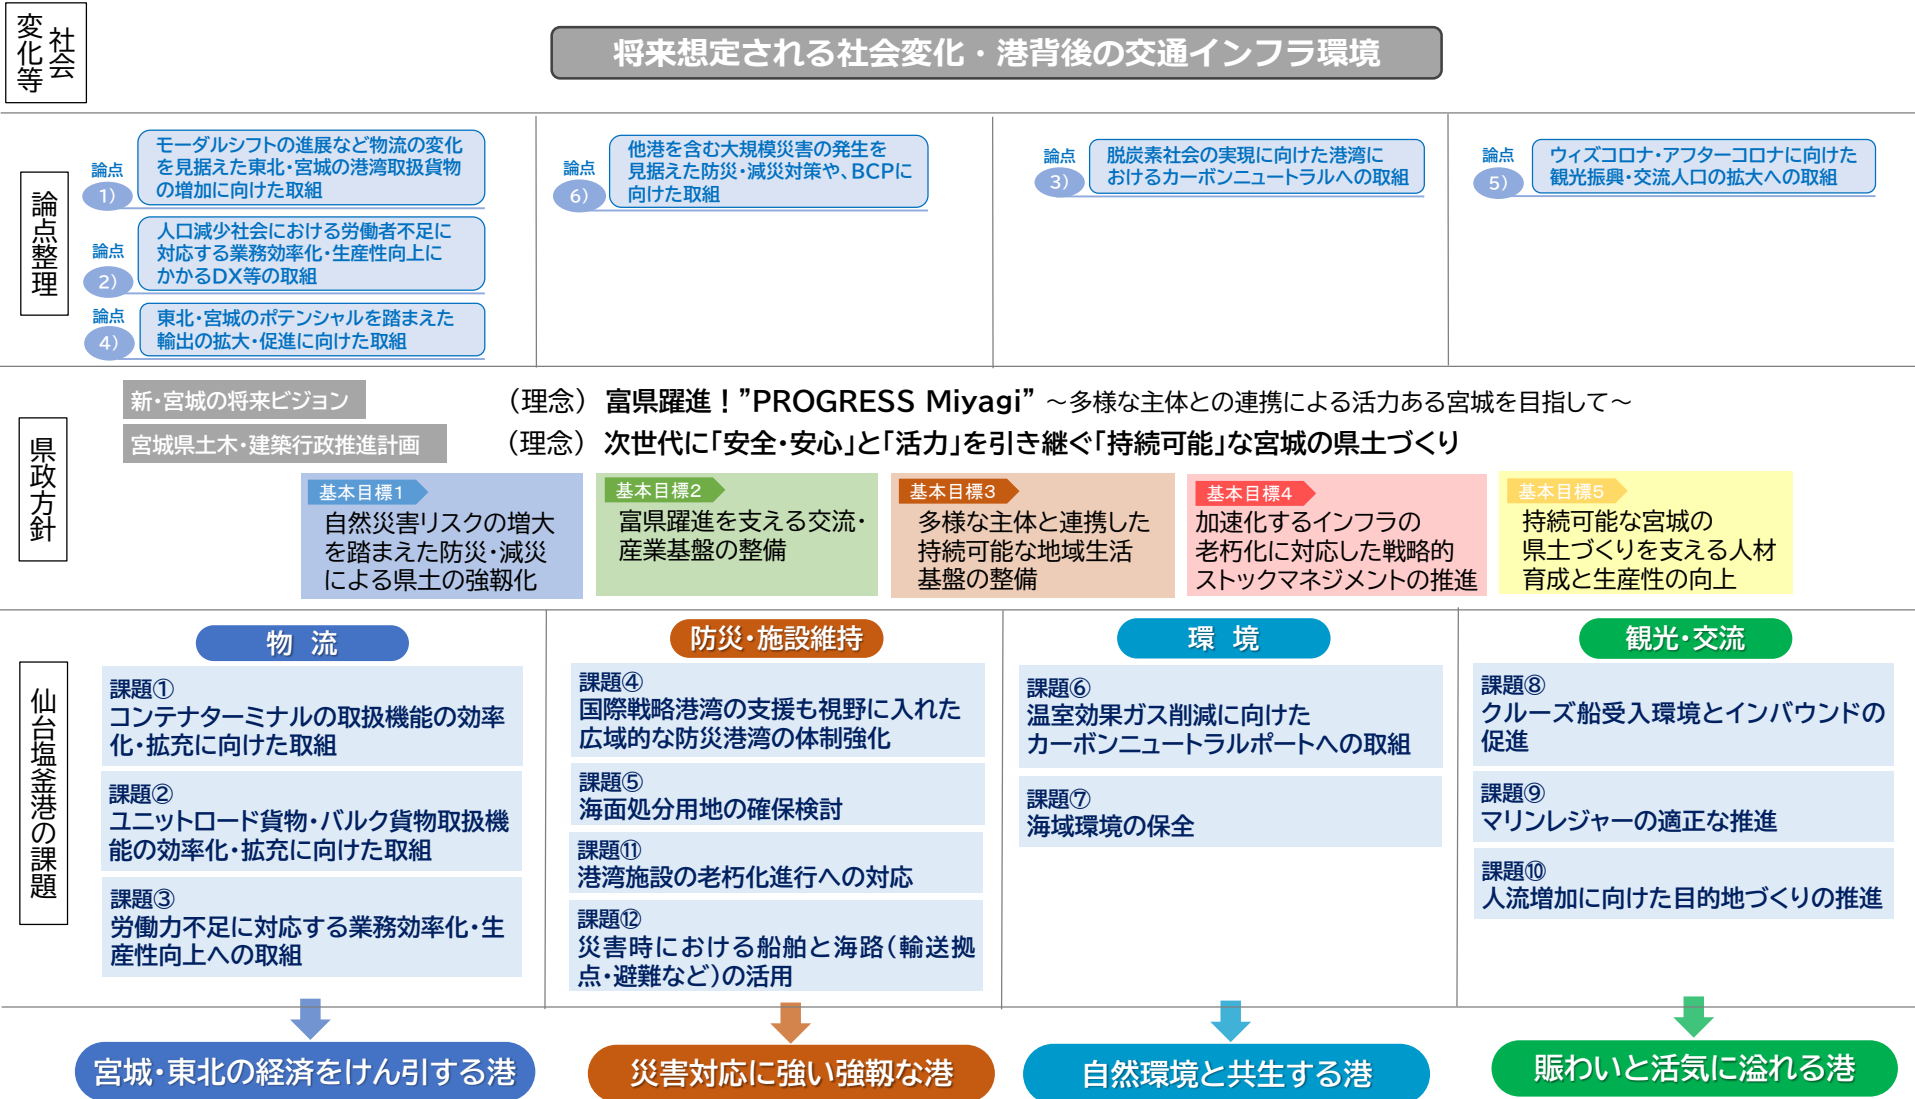 社会
変化等
将来想定される社会変化・港背後の交通インフラ環境
論点整理
論点
1）
モーダルシフトの進展など物流の変化
を見据えた東北・宮城の港湾取扱貨物
の増加に向けた取組
論点
2）
人口減少社会における労働者不足に
対応する業務効率化・生産性向上に
かかるDX等の取組
論点
4）
東北・宮城のポテンシャルを踏まえた
輸出の拡大・促進に向けた取組
論点
6）
他港を含む大規模災害の発生を
見据えた防災・減災対策や、BCPに
向けた取組
論点
3）
脱炭素社会の実現に向けた港湾に
おけるカーボンニュートラルへの取組
論点
5）
ウィズコロナ・アフターコロナに向けた
観光振興・交流人口の拡大への取組
県政方針
新・宮城の将来ビジョン
（理念） 富県躍進！”PROGRESS Miyagi” ～多様な主体との連携による活力ある宮城を目指して～
宮城県土木・建築行政推進計画
（理念） 次世代に「安全・安心」と「活力」を引き継ぐ「持続可能」な宮城の県土づくり
基本目標1
自然災害リスクの増大
を踏まえた防災・減災
による県土の強靱化
基本目標2
富県躍進を支える交流・
産業基盤の整備
基本目標3
多様な主体と連携した
持続可能な地域生活
基盤の整備
基本目標4
加速化するインフラの
老朽化に対応した戦略的
ストックマネジメントの推進
基本目標5
持続可能な宮城の
県土づくりを支える人材
育成と生産性の向上
仙台塩釜港の課題
物 流
課題①
コンテナターミナルの取扱機能の効率
化・拡充に向けた取組
課題②
ユニットロード貨物・バルク貨物取扱機
能の効率化・拡充に向けた取組
課題③
労働力不足に対応する業務効率化・生
産性向上への取組
宮城・東北の経済をけん引する港
防災・施設維持
課題④
国際戦略港湾の支援も視野に入れた
広域的な防災港湾の体制強化
課題⑤
海面処分用地の確保検討
課題⑪
港湾施設の老朽化進行への対応
課題⑫
災害時における船舶と海路（輸送拠
点・避難など）の活用
災害対応に強い強靱な港
環 境
課題⑥
温室効果ガス削減に向けた
カーボンニュートラルポートへの取組
課題⑦
海域環境の保全
自然環境と共生する港
観光・交流
課題⑧
クルーズ船受入環境とインバウンドの
促進
課題⑨
マリンレジャーの適正な推進
課題⑩
人流増加に向けた目的地づくりの推進
賑わいと活気に溢れる港